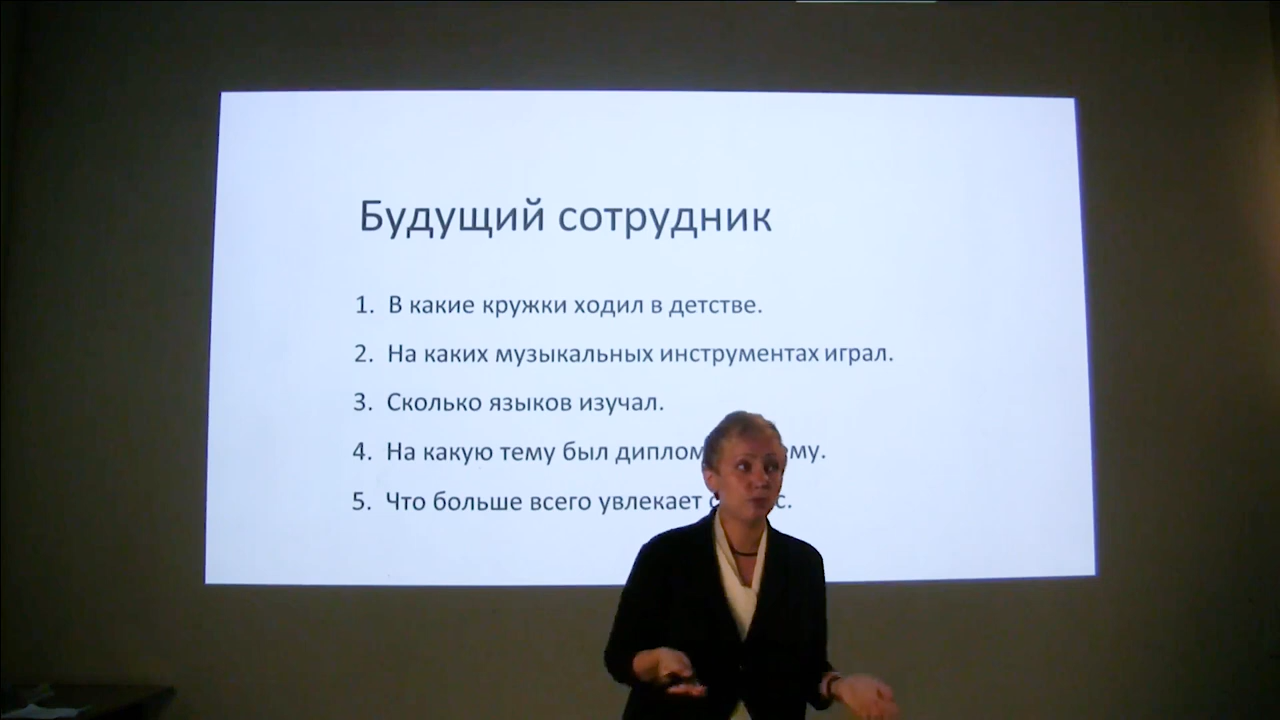 Будущий сотрудник
1. В какие кружки ходил в детстве.
2. На каких музыкальных инструментах играл.
3. Сколько языков изучал.
4. На какую тему был диплом
5. Что больше всего увлекает